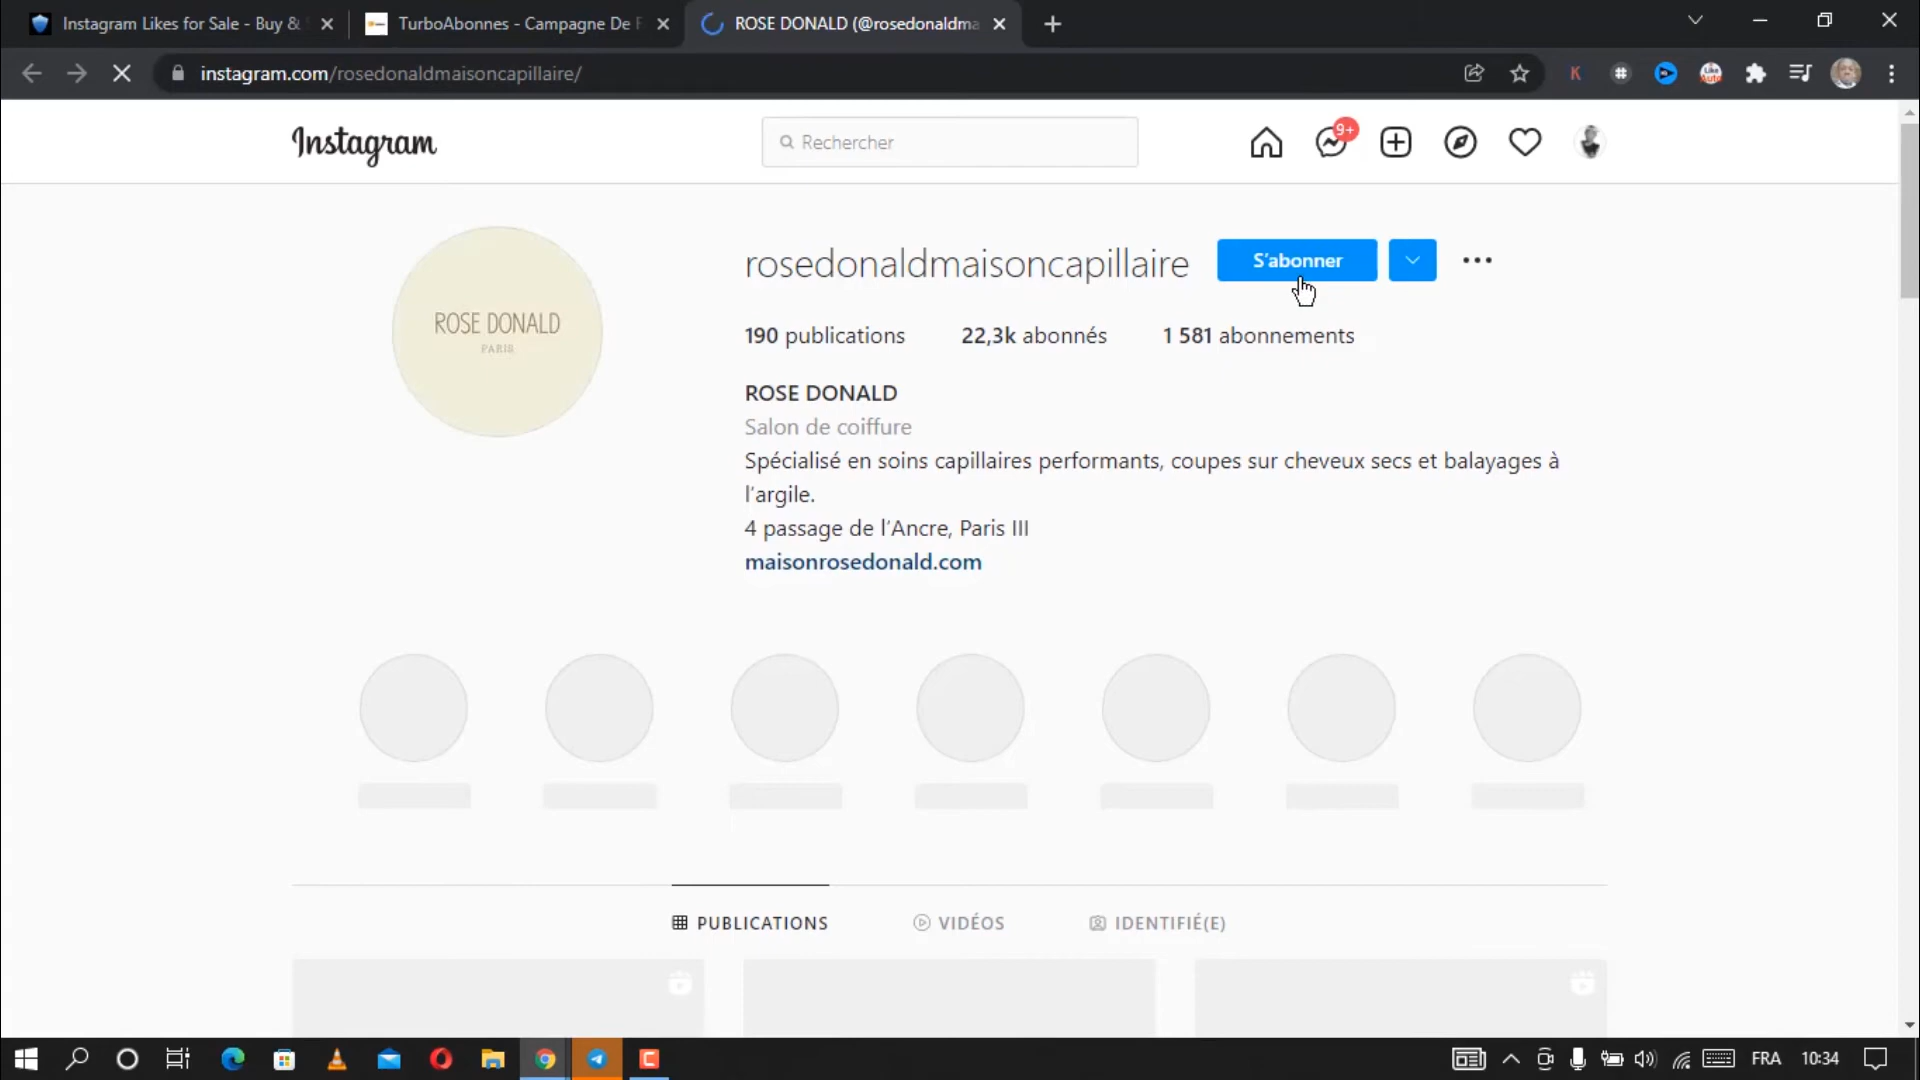 Instagram Likes for Sale - Buy &
TurboAbonnes - Campagne De F
ROSE DONALD (@rosedonaldma
instagram.com/rosedonaldmaisoncapillaire/
K
#
Like Auto
Instagram
Rechercher
9+
ROSE DONALD
PARIS
rosedonaldmaisoncapillaire
S'abonner
190 publications
22,3k abonnés
1 581 abonnements
ROSE DONALD
Salon de coiffure
Spécialisé en soins capillaires performants, coupes sur cheveux secs et balayages à
l'argile.
4 passage de l'Ancre, Paris III
maisonrosedonald.com
PUBLICATIONS
VIDÉOS
IDENTIFIÉ(E)
FRA
10:34